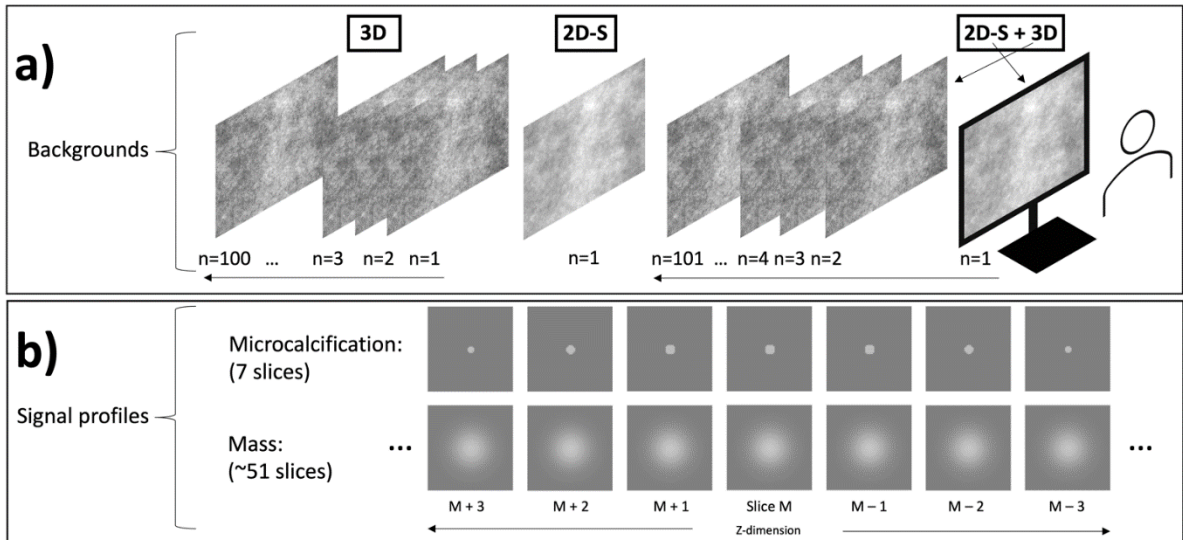 a)
3D
2D-S
2D-S + 3D
Backgrounds
n=100 ... n=3 n=2 n=1
n=1
n=101 ... n=4 n=3 n=2
n=1
b)
Signal profiles
Microcalcification:
(7 slices)
Mass:
(~51 slices)
... ...
M + 3 M + 2 M + 1 Slice M M – 1 M – 2 M – 3
Z-dimension